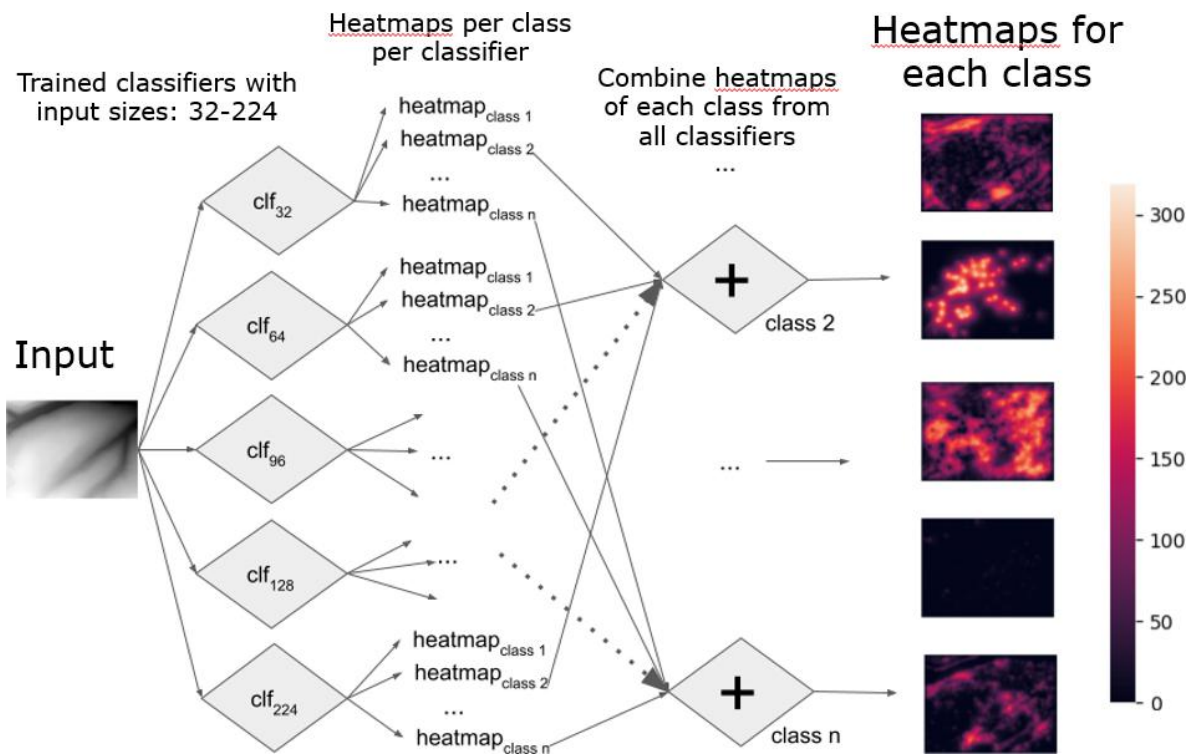 Heatmaps per class
per classifier
Heatmaps for
each class
Trained classifiers with
input sizes: 32-224
Combine heatmaps
of each class from
all classifiers
...
Input
clf32
heatmapclass 1
heatmapclass 2
...
heatmapclass n
clf64
heatmapclass 1
heatmapclass 2
...
heatmapclass n
clf96
...
clf128
...
clf224
heatmapclass 1
heatmapclass 2
...
heatmapclass n
+
class 2
...
+
class n
300
250
200
150
100
50
0